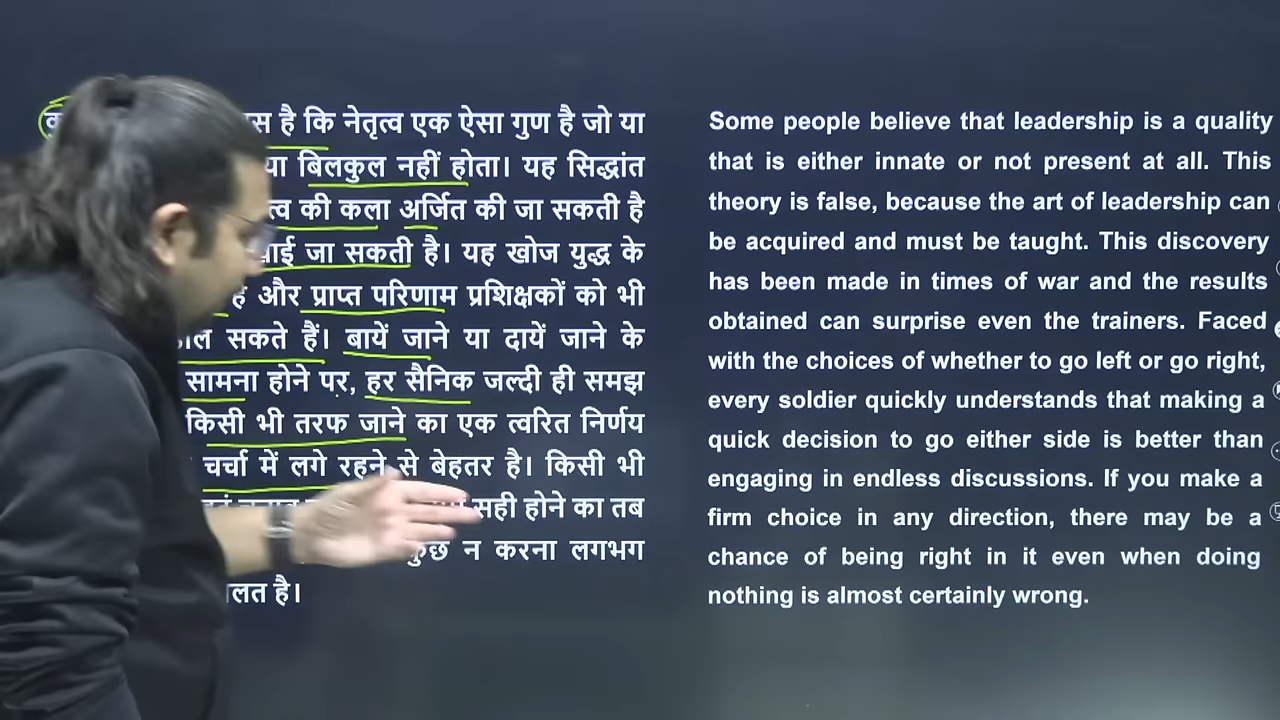 है कि नेतृत्व एक ऐसा गुण है जो या
या बिलकुल नहीं होता। यह सिद्धांत
की कला अर्जित की जा सकती है
जा सकती है। यह खोज युद्ध के
और प्राप्त परिणाम प्रशिक्षकों को भी
सकते हैं। बायें जाने या दायें जाने के
सामना होने पर, हर सैनिक जल्दी ही समझ
किसी भी तरफ जाने का एक त्वरित निर्णय
चर्चा में लगे रहने से बेहतर है। किसी भी
सही होने का तब
कुछ न करना लगभग
है।
Some people believe that leadership is a quality
that is either innate or not present at all. This
theory is false, because the art of leadership can
be acquired and must be taught. This discovery
has been made in times of war and the results
obtained can surprise even the trainers. Faced
with the choices of whether to go left or go right,
every soldier quickly understands that making a
quick decision to go either side is better than
engaging in endless discussions. If you make a
firm choice in any direction, there may be a
chance of being right in it even when doing
nothing is almost certainly wrong.